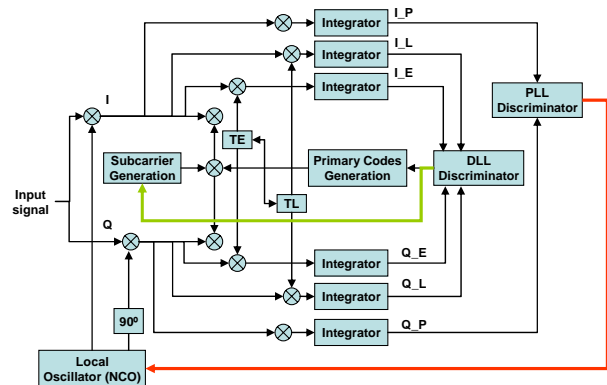 Integrator
I_P
Integrator
I_L
Integrator
I_E
I
PLL
Discriminator
TE
Subcarrier
Generation
Primary Codes
Generation
DLL
Discriminator
Input
signal
TL
Q
Integrator
Q_E
Integrator
Q_L
90º
Integrator
Q_P
Local
Oscillator (NCO)